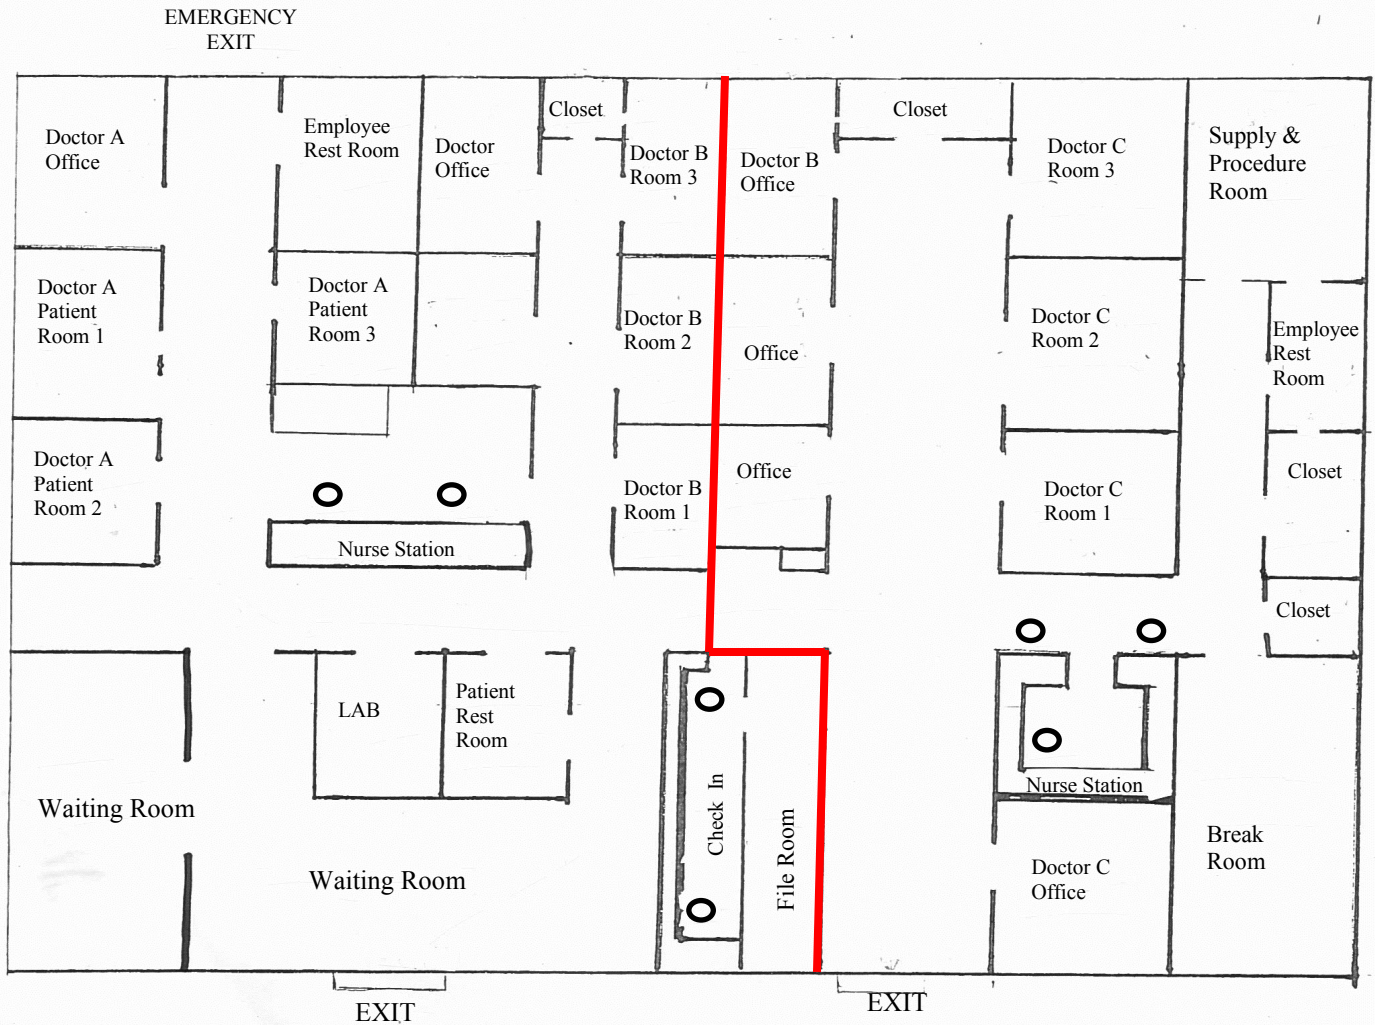 EMERGENCY
EXIT
Doctor A
Office
Employee
Rest Room
Doctor
Office
Closet
Doctor B
Room 3
Doctor B
Office
Closet
Doctor C
Room 3
Supply &
Procedure
Room
Doctor A
Patient
Room 1
Doctor A
Patient
Room 3
Doctor B
Room 2
Office
Doctor C
Room 2
Employee
Rest
Room
Doctor A
Patient
Room 2
Nurse Station
Doctor B
Room 1
Office
Doctor C
Room 1
Closet
Closet
Waiting Room
LAB
Patient
Rest
Room
Waiting Room
Check In
File Room
Nurse Station
Doctor C
Office
Break
Room
EXIT
EXIT